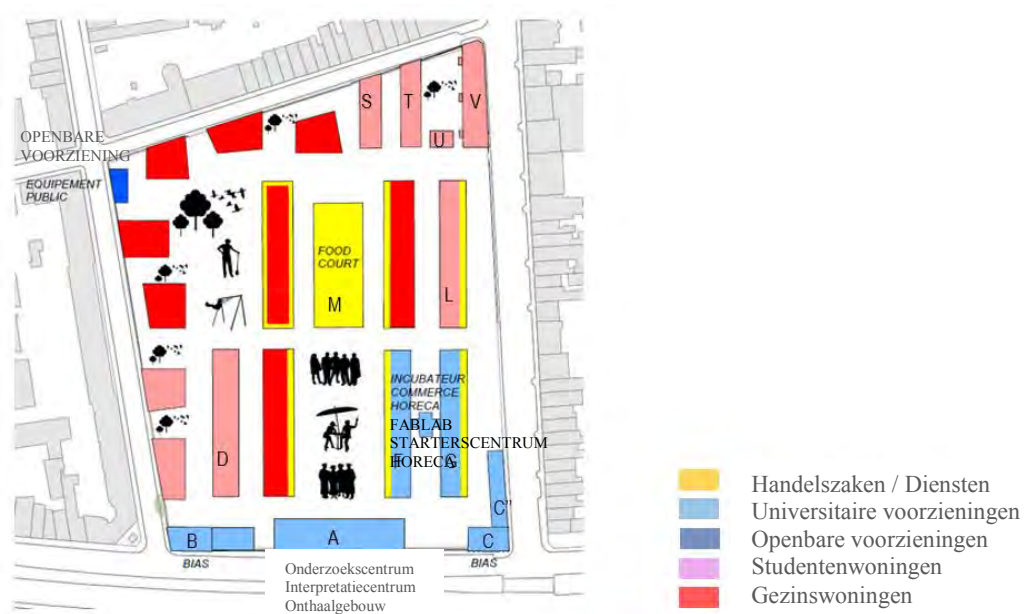 S
T
V
U
OPENBARE
VOORZIENING
EQUIPEMENT
PUBLIC
FOOD
COURT
M
L
INCUBATEUR
COMMERCE
HORECA
FABLAB
STARTERSCENTRUM
HORECA
D
F
G
C"
B
A
C
BIAS
BIAS
Onderzoekscentrum
Interpretatiecentrum
Onthaalgebouw
Handelszaken / Diensten
Universitaire voorzieningen
Openbare voorzieningen
Studentenwoningen
Gezinswoningen